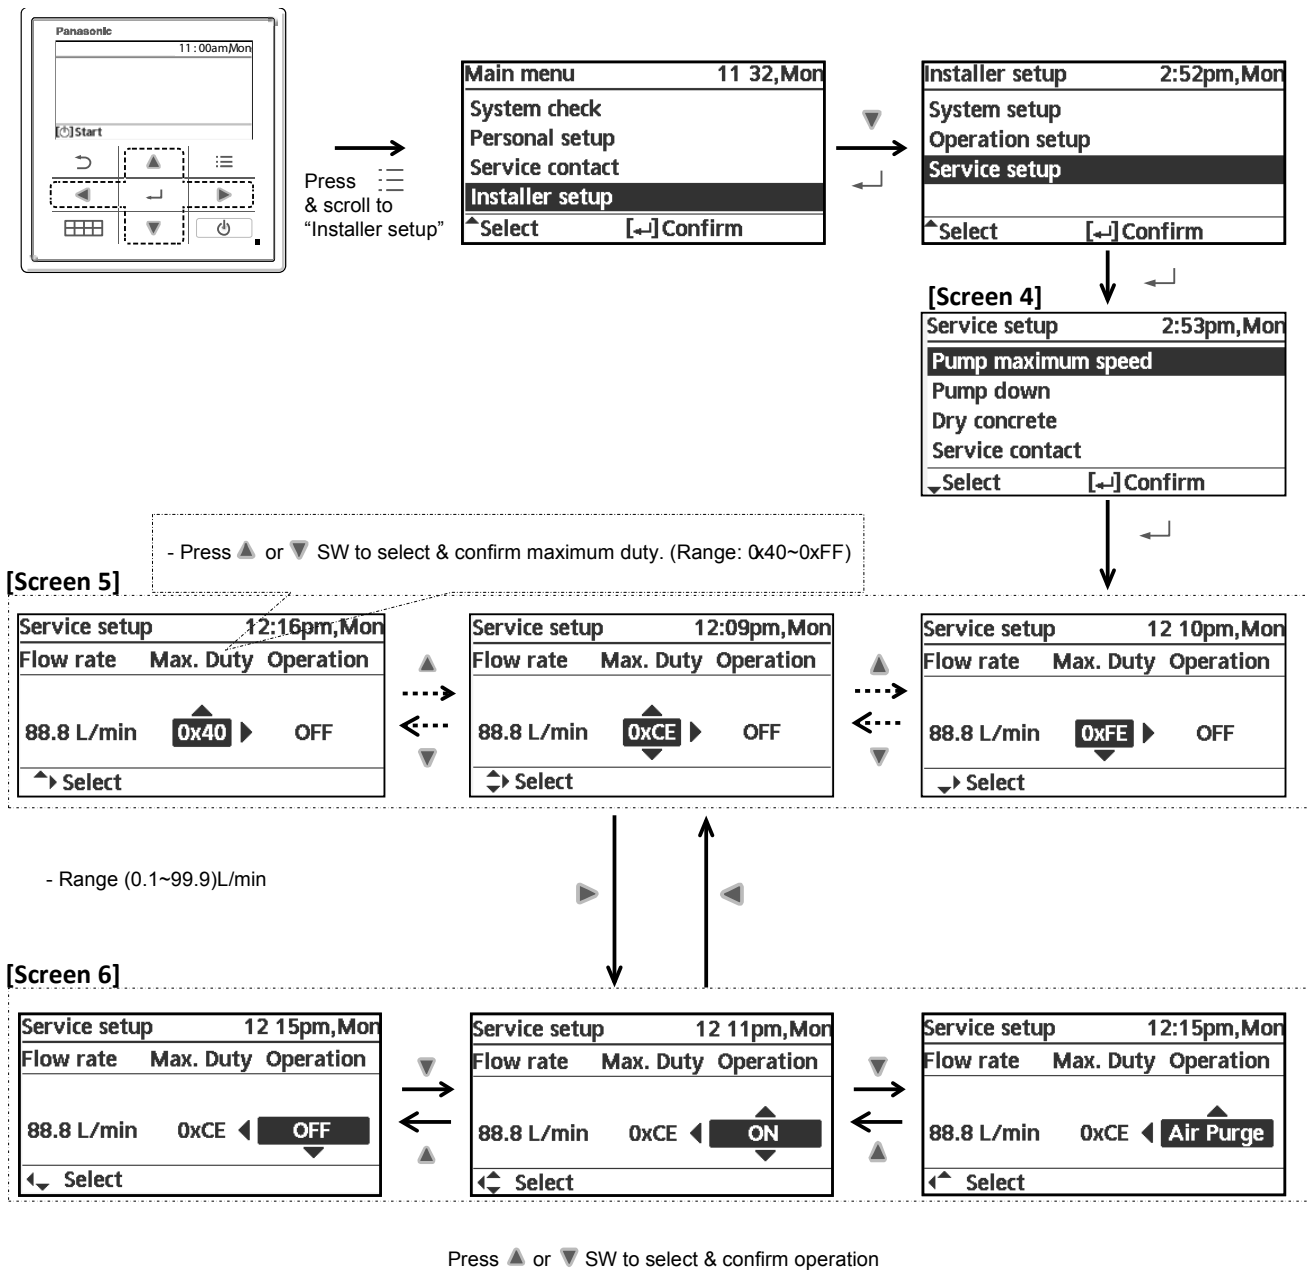 Panasonic
11:00am,Mon
[⏻]Start
Press
& scroll to
“Installer setup”
Main menu 11 32,Mon
System check
Personal setup
Service contact
Installer setup
Select [↵]Confirm
Installer setup 2:52pm,Mon
System setup
Operation setup
Service setup
Select [↵]Confirm
[Screen 4]
Service setup 2:53pm,Mon
Pump maximum speed
Pump down
Dry concrete
Service contact
Select [↵]Confirm
- Press ▲ or ▼ SW to select & confirm maximum duty. (Range: 0x40~0xFF)
[Screen 5]
Service setup 12:16pm,Mon
Flow rate Max. Duty Operation
88.8 L/min 0x40 OFF
Select
Service setup 12:09pm,Mon
Flow rate Max. Duty Operation
88.8 L/min 0xCE OFF
Select
Service setup 12 10pm,Mon
Flow rate Max. Duty Operation
88.8 L/min 0xFE OFF
Select
- Range (0.1~99.9)L/min
[Screen 6]
Service setup 12 15pm,Mon
Flow rate Max. Duty Operation
88.8 L/min 0xCE OFF
Select
Service setup 12 11pm,Mon
Flow rate Max. Duty Operation
88.8 L/min 0xCE ON
Select
Service setup 12:15pm,Mon
Flow rate Max. Duty Operation
88.8 L/min 0xCE Air Purge
Select
Press ▲ or ▼ SW to select & confirm operation